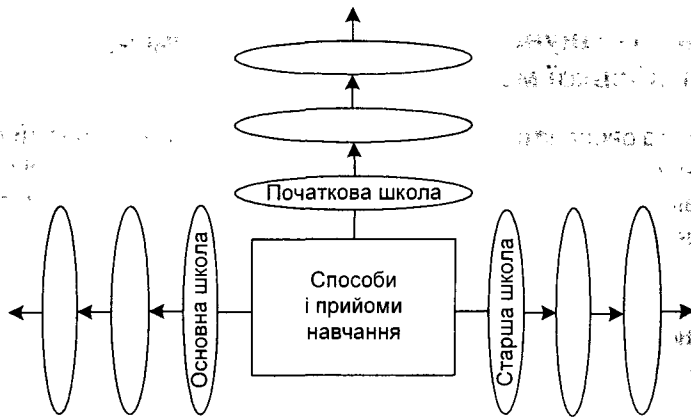 Початкова школа
Основна школа
Способи
і прийоми
навчання
Старша школа